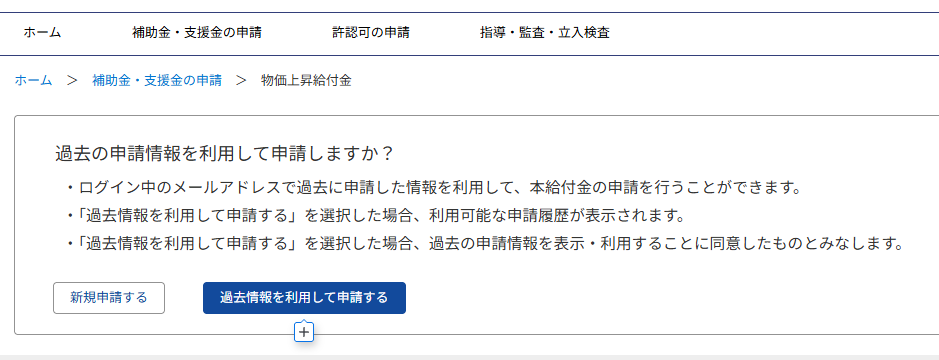 ホーム 補助金・支援金の申請 許認可の申請 指導・監査・立入検査
ホーム ＞ 補助金・支援金の申請 ＞ 物価上昇給付金
過去の申請情報を利用して申請しますか？
・ログイン中のメールアドレスで過去に申請した情報を利用して、本給付金の申請を行うことができます。
・「過去情報を利用して申請する」を選択した場合、利用可能な申請履歴が表示されます。
・「過去情報を利用して申請する」を選択した場合、過去の申請情報を表示・利用することに同意したものとみなします。
新規申請する 過去情報を利用して申請する